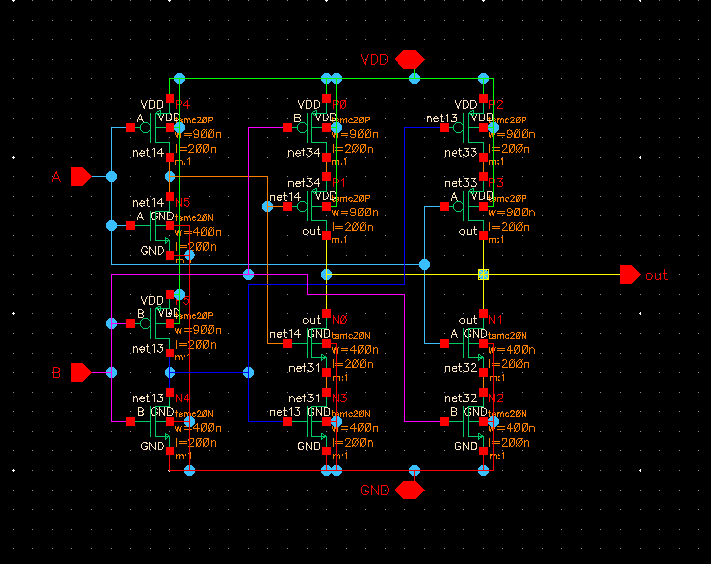 VDD
VDD P4
A VDD tsmc20P
w=900n
l=200n
net14 m:1
VDD P0
B VDD tsmc20P
w=900n
l=200n
net34 m:1
VDD P2
net13 VDD tsmc20P
w=900n
l=200n
net33 m:1
A
net14 N5
A GND tsmc20N
w=400n
l=200n
GND m:1
net34 P1
net14 VDD tsmc20P
w=900n
l=200n
out m:1
net33 P3
A VDD tsmc20P
w=900n
l=200n
out m:1
out
VDD P5
B VDD tsmc20P
w=900n
l=200n
net13 m:1
out N0
net14 GND tsmc20N
w=400n
l=200n
net31 m:1
out N1
A GND tsmc20N
w=400n
l=200n
net32 m:1
B
net13 N4
B GND tsmc20N
w=400n
l=200n
GND m:1
net31 N3
net13 GND tsmc20N
w=400n
l=200n
GND m:1
net32 N2
B GND tsmc20N
w=400n
l=200n
GND m:1
GND